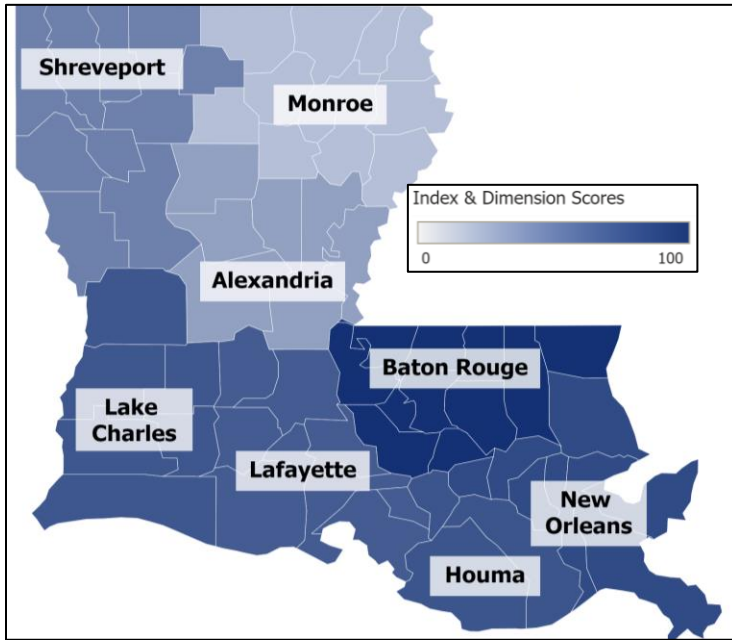 Shreveport
Monroe
Index & Dimension Scores
0 100
Alexandria
Baton Rouge
Lake
Charles
Lafayette
New
Orleans
Houma